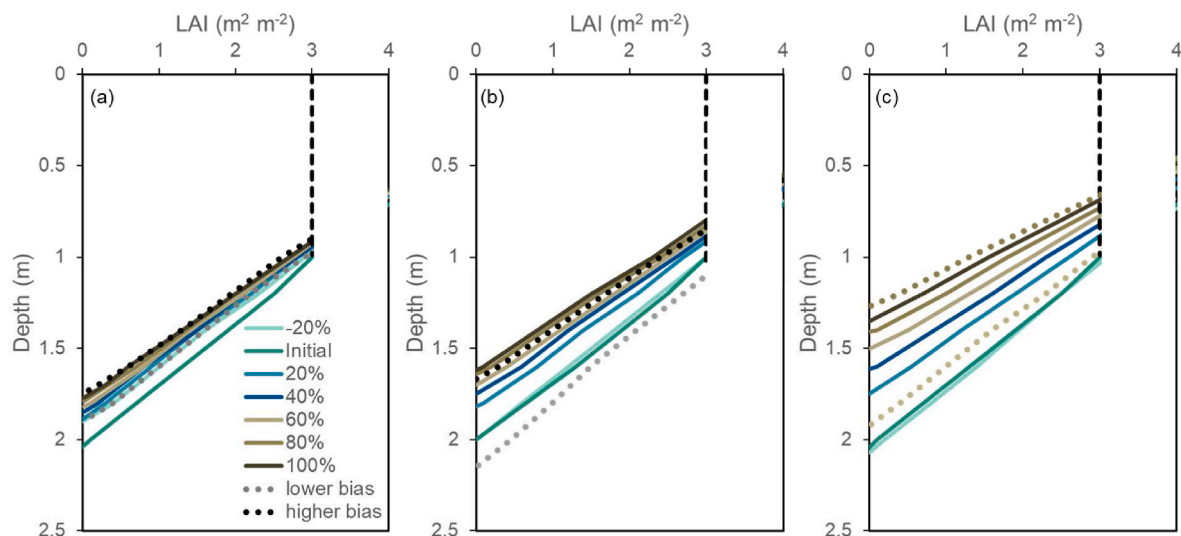 LAI (m² m⁻²) LAI (m² m⁻²) LAI (m² m⁻²)
0 1 2 3 4 0 1 2 3 4 0 1 2 3 4
0 0 0
(a) (b) (c)
0.5 0.5 0.5
1 1 1
Depth (m) Depth (m) Depth (m)
-20%
Initial
1.5 1.5 1.5
20%
40%
60%
80%
2 2 2
100%
lower bias
higher bias
2.5 2.5 2.5